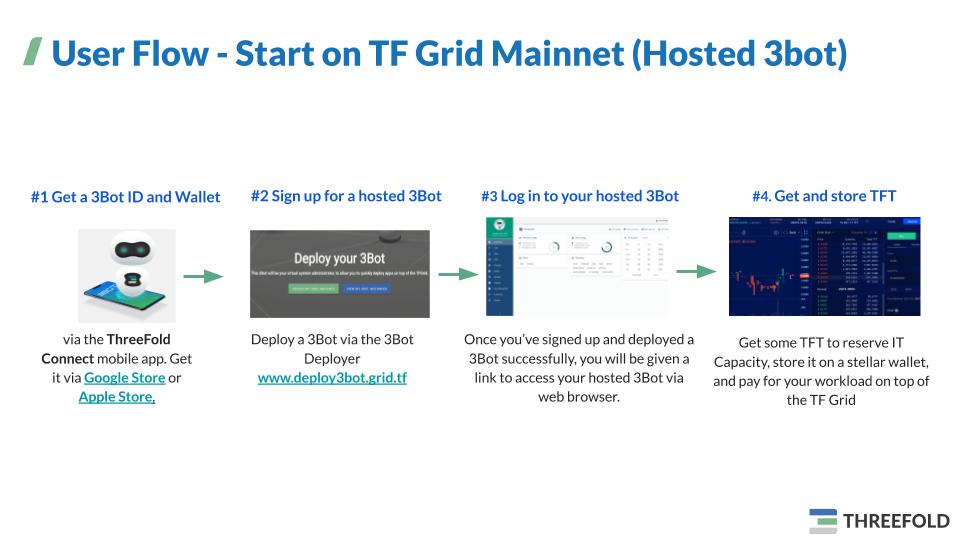 User Flow - Start on TF Grid Mainnet (Hosted 3bot)
#1 Get a 3Bot ID and Wallet
via the ThreeFold
Connect mobile app. Get
it via Google Store or
Apple Store.
#2 Sign up for a hosted 3Bot
Deploy your 3Bot
Deploy a 3Bot via the 3Bot
Deployer
www.deploy3bot.grid.tf
#3 Log in to your hosted 3Bot
Once you’ve signed up and deployed a
3Bot successfully, you will be given a
link to access your hosted 3Bot via
web browser.
#4. Get and store TFT
Get some TFT to reserve IT
Capacity, store it on a stellar wallet,
and pay for your workload on top of
the TF Grid
THREEFOLD